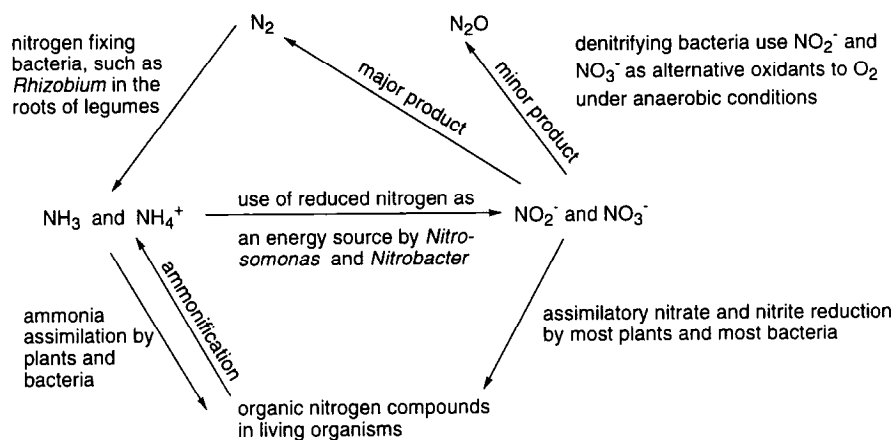 N₂
N₂O
nitrogen fixing
bacteria, such as
Rhizobium in the
roots of legumes
major product
minor product
denitrifying bacteria use NO₂⁻ and
NO₃⁻ as alternative oxidants to O₂
under anaerobic conditions
NH₃ and NH₄⁺
use of reduced nitrogen as
an energy source by Nitro-
somonas and Nitrobacter
NO₂⁻ and NO₃⁻
ammonia
assimilation by
plants and
bacteria
ammonification
assimilatory nitrate and nitrite reduction
by most plants and most bacteria
organic nitrogen compounds
in living organisms